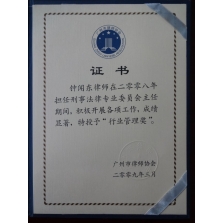 证书
钟闻东律师在二零零八年
担任刑事法律专业委员会主任
期间，积极开展各项工作，成绩
显著，特授予“行业管理奖”。
广州市律师协会
二零零九年三月